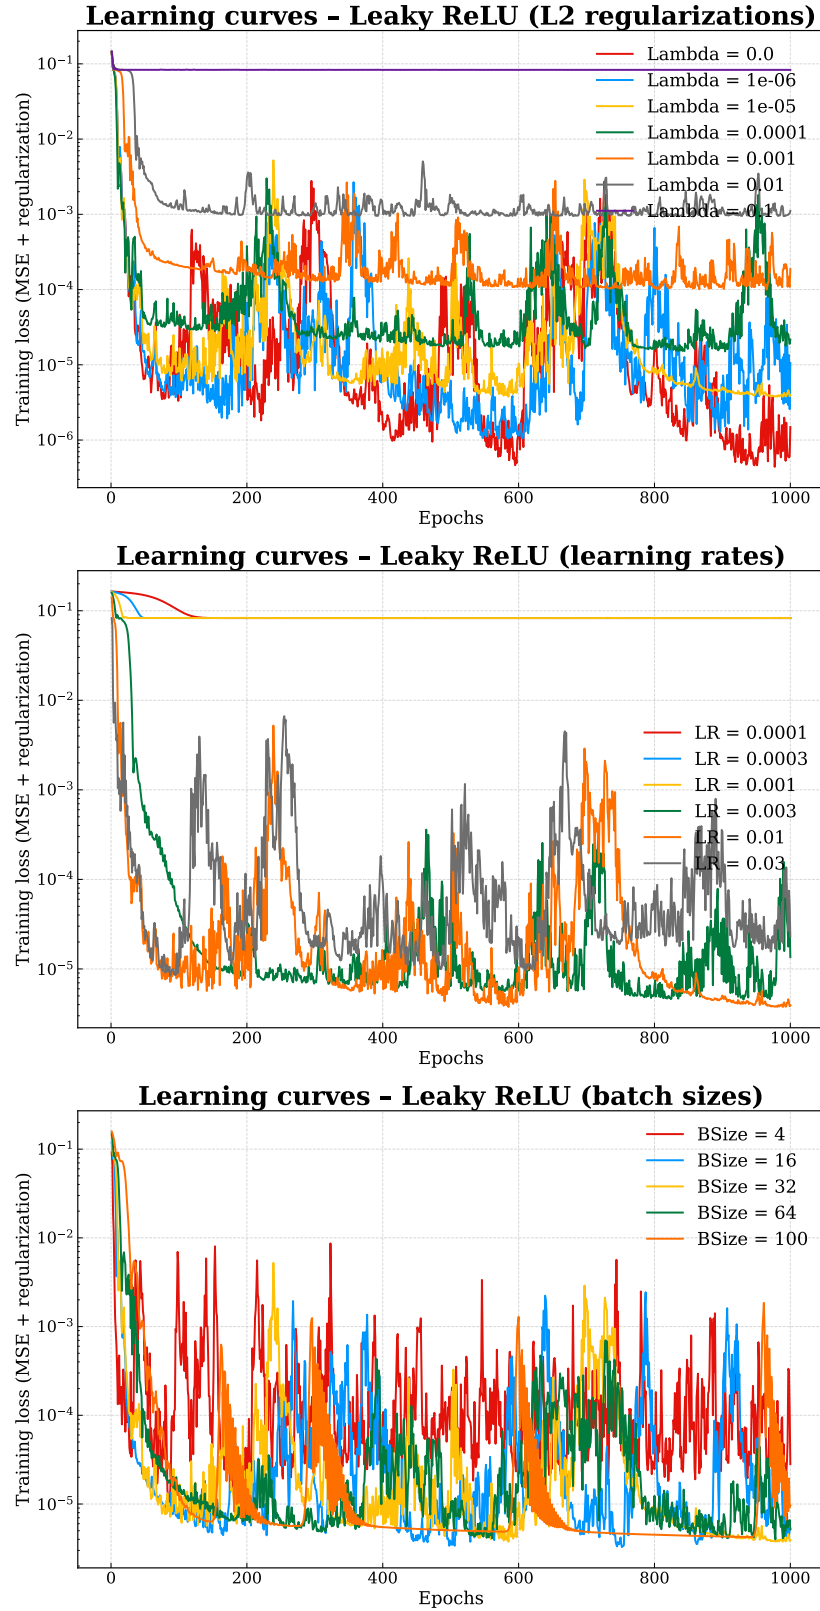 Learning curves – Leaky ReLU (L2 regularizations)
Training loss (MSE + regularization)
10⁻¹
10⁻²
10⁻³
10⁻⁴
10⁻⁵
10⁻⁶
Lambda = 0.0
Lambda = 1e-06
Lambda = 1e-05
Lambda = 0.0001
Lambda = 0.001
Lambda = 0.01
Lambda = 0.1
0 200 400 600 800 1000
Epochs
Learning curves – Leaky ReLU (learning rates)
Training loss (MSE + regularization)
10⁻¹
10⁻²
10⁻³
10⁻⁴
10⁻⁵
LR = 0.0001
LR = 0.0003
LR = 0.001
LR = 0.003
LR = 0.01
LR = 0.03
0 200 400 600 800 1000
Epochs
Learning curves – Leaky ReLU (batch sizes)
Training loss (MSE + regularization)
10⁻¹
10⁻²
10⁻³
10⁻⁴
10⁻⁵
BSize = 4
BSize = 16
BSize = 32
BSize = 64
BSize = 100
0 200 400 600 800 1000
Epochs